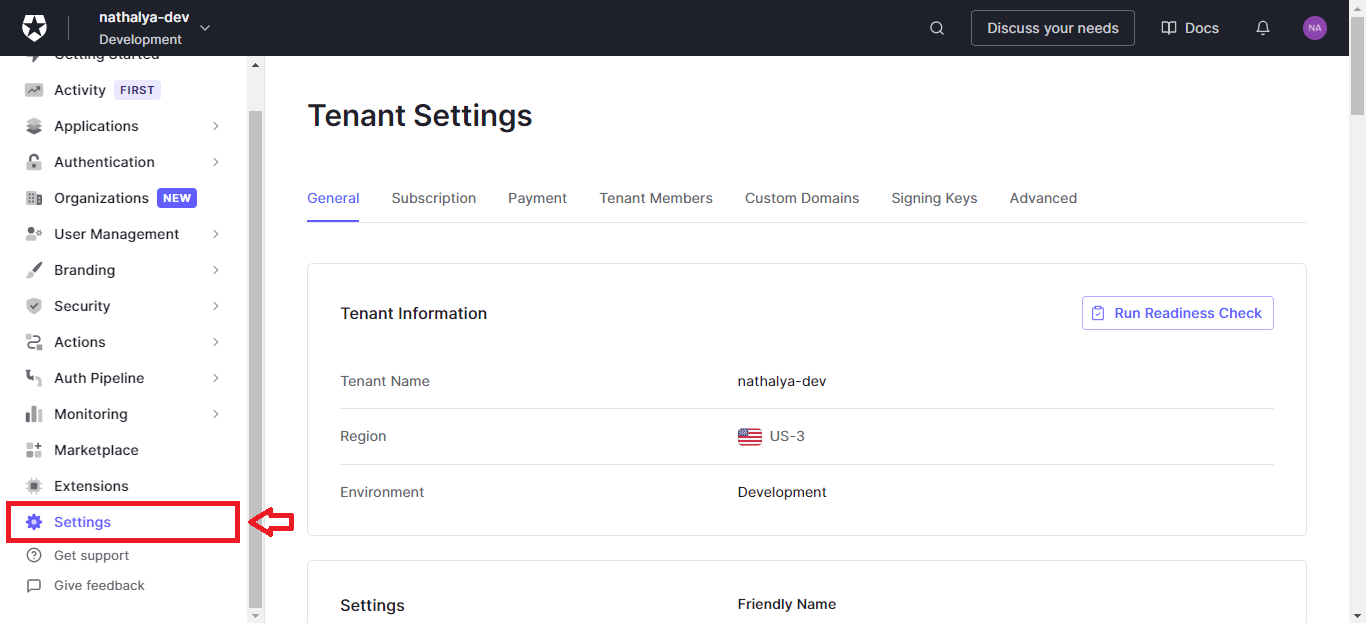 nathalya-dev
Development
Discuss your needs
Docs
NA
Getting Started
Activity FIRST
Applications
Authentication
Organizations NEW
User Management
Branding
Security
Actions
Auth Pipeline
Monitoring
Marketplace
Extensions
Settings
Get support
Give feedback
Tenant Settings
General Subscription Payment Tenant Members Custom Domains Signing Keys Advanced
Tenant Information Run Readiness Check
Tenant Name nathalya-dev
Region US-3
Environment Development
Settings Friendly Name